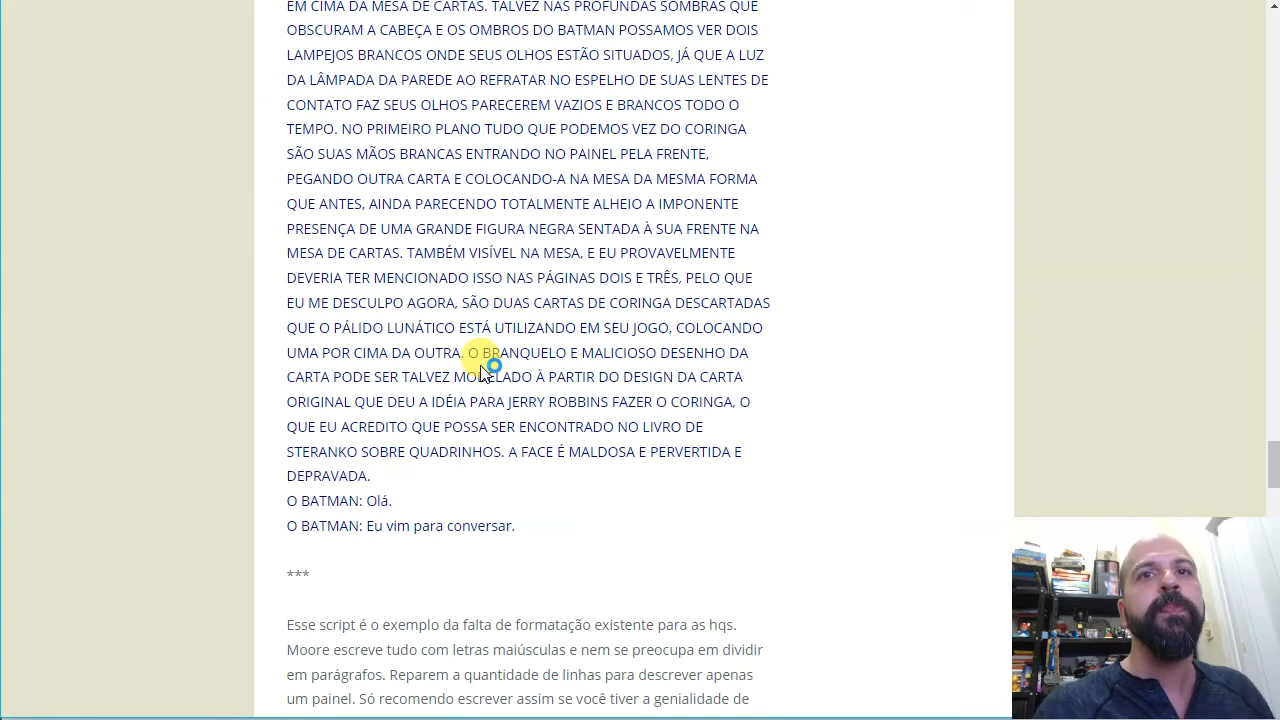 EM CIMA DA MESA DE CARTAS. TALVEZ NAS PROFUNDAS SOMBRAS QUE
OBSCURAM A CABEÇA E OS OMBROS DO BATMAN POSSAMOS VER DOIS
LAMPEJOS BRANCOS ONDE SEUS OLHOS ESTÃO SITUADOS, JÁ QUE A LUZ
DA LÂMPADA DA PAREDE AO REFRATAR NO ESPELHO DE SUAS LENTES DE
CONTATO FAZ SEUS OLHOS PARECEREM VAZIOS E BRANCOS TODO O
TEMPO. NO PRIMEIRO PLANO TUDO QUE PODEMOS VEZ DO CORINGA
SÃO SUAS MÃOS BRANCAS ENTRANDO NO PAINEL PELA FRENTE,
PEGANDO OUTRA CARTA E COLOCANDO-A NA MESA DA MESMA FORMA
QUE ANTES, AINDA PARECENDO TOTALMENTE ALHEIO A IMPONENTE
PRESENÇA DE UMA GRANDE FIGURA NEGRA SENTADA À SUA FRENTE NA
MESA DE CARTAS. TAMBÉM VISÍVEL NA MESA, E EU PROVAVELMENTE
DEVERIA TER MENCIONADO ISSO NAS PÁGINAS DOIS E TRÊS, PELO QUE
EU ME DESCULPO AGORA, SÃO DUAS CARTAS DE CORINGA DESCARTADAS
QUE O PÁLIDO LUNÁTICO ESTÁ UTILIZANDO EM SEU JOGO, COLOCANDO
UMA POR CIMA DA OUTRA. O BRANQUELO E MALICIOSO DESENHO DA
CARTA PODE SER TALVEZ MODELADO À PARTIR DO DESIGN DA CARTA
ORIGINAL QUE DEU A IDÉIA PARA JERRY ROBBINS FAZER O CORINGA, O
QUE EU ACREDITO QUE POSSA SER ENCONTRADO NO LIVRO DE
STERANKO SOBRE QUADRINHOS. A FACE É MALDOSA E PERVERTIDA E
DEPRAVADA.
O BATMAN: Olá.
O BATMAN: Eu vim para conversar.
***
Esse script é o exemplo da falta de formatação existente para as hqs.
Moore escreve tudo com letras maiúsculas e nem se preocupa em dividir
em parágrafos. Reparem a quantidade de linhas para descrever apenas
um painel. Só recomendo escrever assim se você tiver a genialidade de